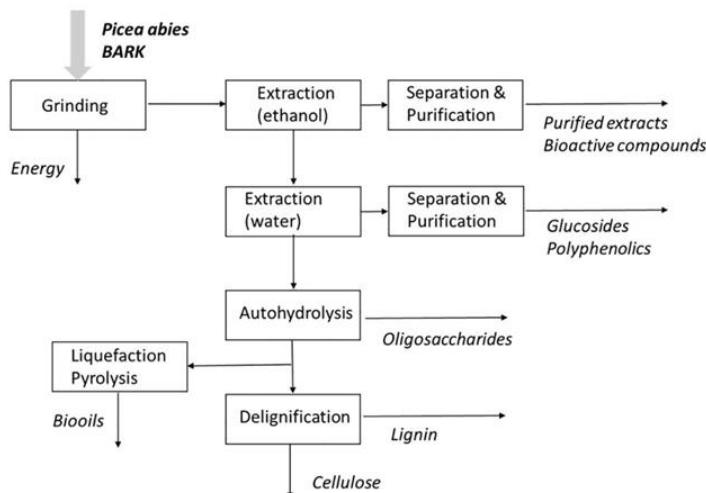 Picea abies
BARK
Grinding
Extraction
(ethanol)
Separation &
Purification
Purified extracts
Bioactive compounds
Energy
Extraction
(water)
Separation &
Purification
Glucosides
Polyphenolics
Autohydrolysis
Oligosaccharides
Liquefaction
Pyrolysis
Biooils
Delignification
Lignin
Cellulose